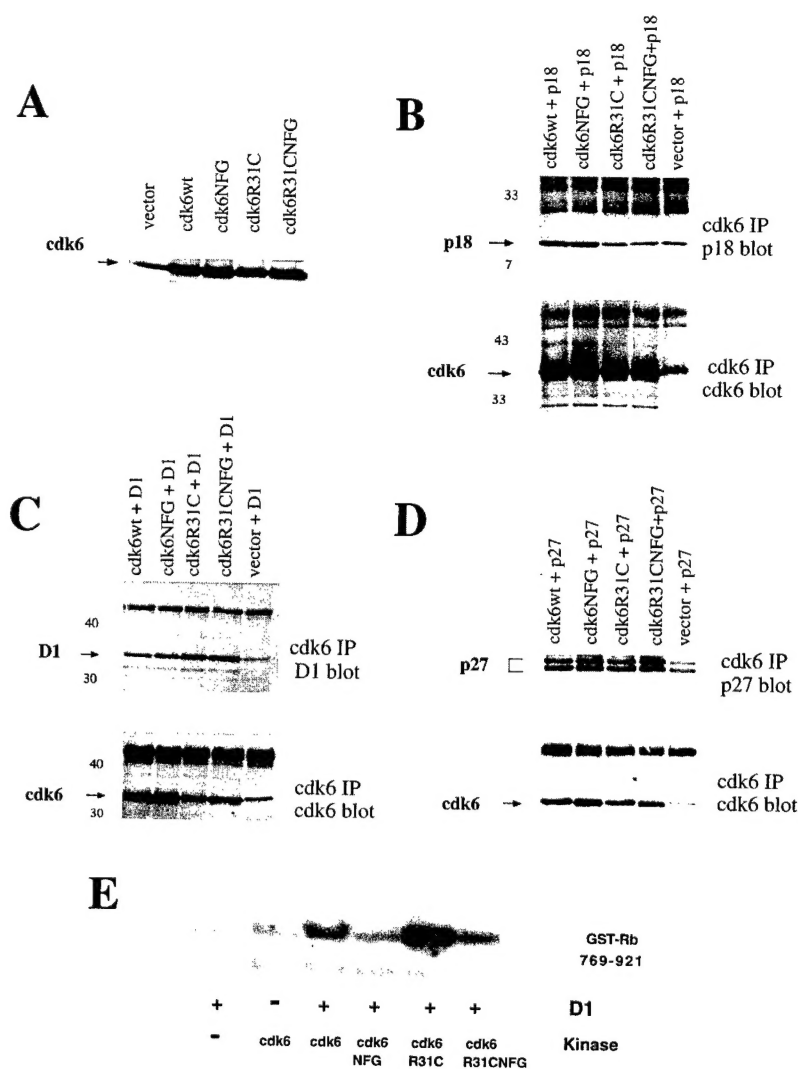 A
vector
cdk6wt
cdk6NFG
cdk6R31C
cdk6R31CNFG
cdk6
B
cdk6wt + p18
cdk6NFG + p18
cdk6R31C + p18
cdk6R31CNFG+p18
vector + p18
33
p18
7
cdk6 IP
p18 blot
43
cdk6
33
cdk6 IP
cdk6 blot
C
cdk6wt + D1
cdk6NFG + D1
cdk6R31C + D1
cdk6R31CNFG + D1
vector + D1
40
D1
30
cdk6 IP
D1 blot
40
cdk6
30
cdk6 IP
cdk6 blot
D
cdk6wt + p27
cdk6NFG + p27
cdk6R31C + p27
cdk6R31CNFG+p27
vector + p27
p27
cdk6 IP
p27 blot
cdk6
cdk6 IP
cdk6 blot
E
GST-Rb
769-921
+ - + + + + D1
- cdk6 cdk6 cdk6 cdk6 cdk6 Kinase
NFG R31C R31CNFG